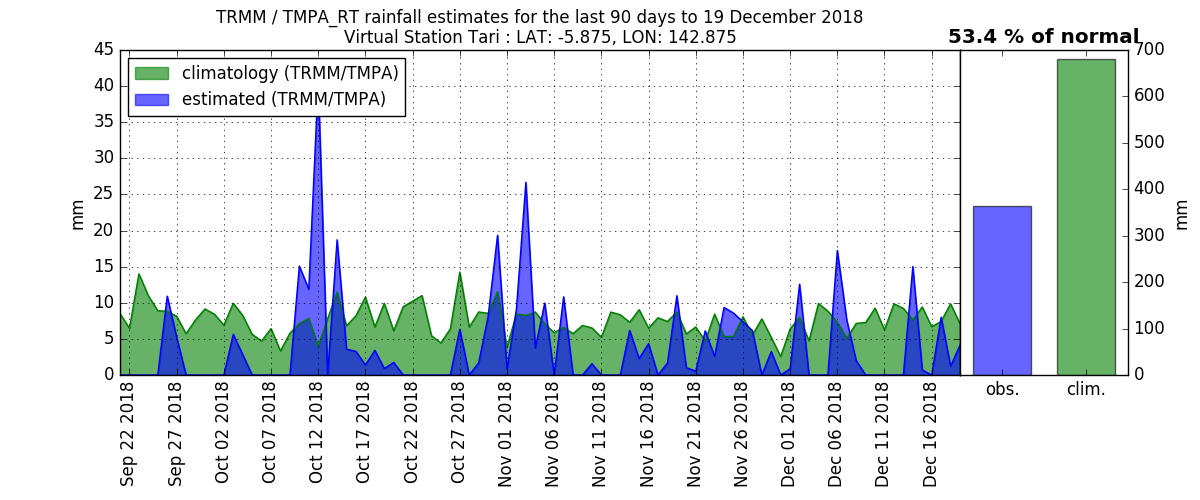 TRMM / TMPA_RT rainfall estimates for the last 90 days to 19 December 2018
Virtual Station Tari : LAT: -5.875, LON: 142.875
53.4 % of normal
climatology (TRMM/TMPA)
estimated (TRMM/TMPA)
45
40
35
30
25
20
15
10
5
0
mm
Sep 22 2018
Sep 27 2018
Oct 02 2018
Oct 07 2018
Oct 12 2018
Oct 17 2018
Oct 22 2018
Oct 27 2018
Nov 01 2018
Nov 06 2018
Nov 11 2018
Nov 16 2018
Nov 21 2018
Nov 26 2018
Dec 01 2018
Dec 06 2018
Dec 11 2018
Dec 16 2018
obs.
clim.
700
600
500
400
300
200
100
0
mm